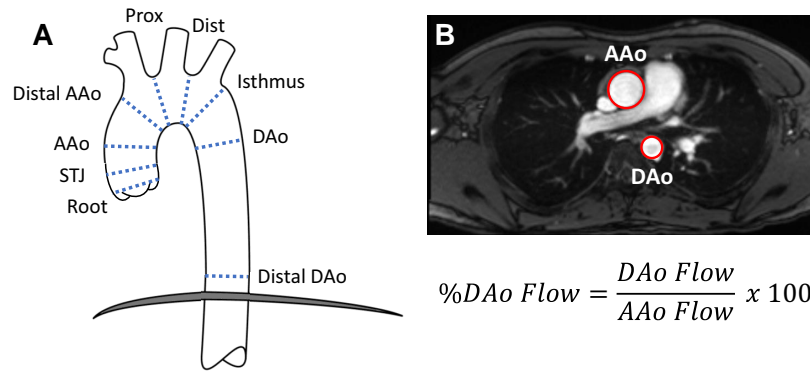 A
Prox
Dist
Distal AAo
Isthmus
AAo
DAo
STJ
Root
Distal DAo
B
AAo
DAo
%DAo Flow = DAo Flow / AAo Flow x 100